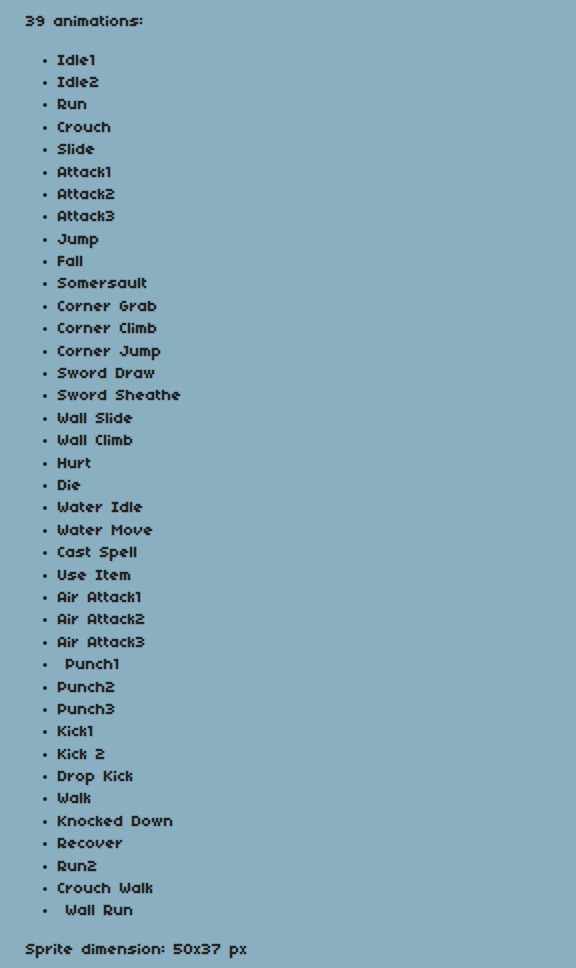 39 animations:
• Idle1
• Idle2
• Run
• Crouch
• Slide
• Attack1
• Attack2
• Attack3
• Jump
• Fall
• Somersault
• Corner Grab
• Corner Climb
• Corner Jump
• Sword Draw
• Sword Sheathe
• Wall Slide
• Wall Climb
• Hurt
• Die
• Water Idle
• Water Move
• Cast Spell
• Use Item
• Air Attack1
• Air Attack2
• Air Attack3
• Punch1
• Punch2
• Punch3
• Kick1
• Kick 2
• Drop Kick
• Walk
• Knocked Down
• Recover
• Run2
• Crouch Walk
• Wall Run
Sprite dimension: 50x37 px